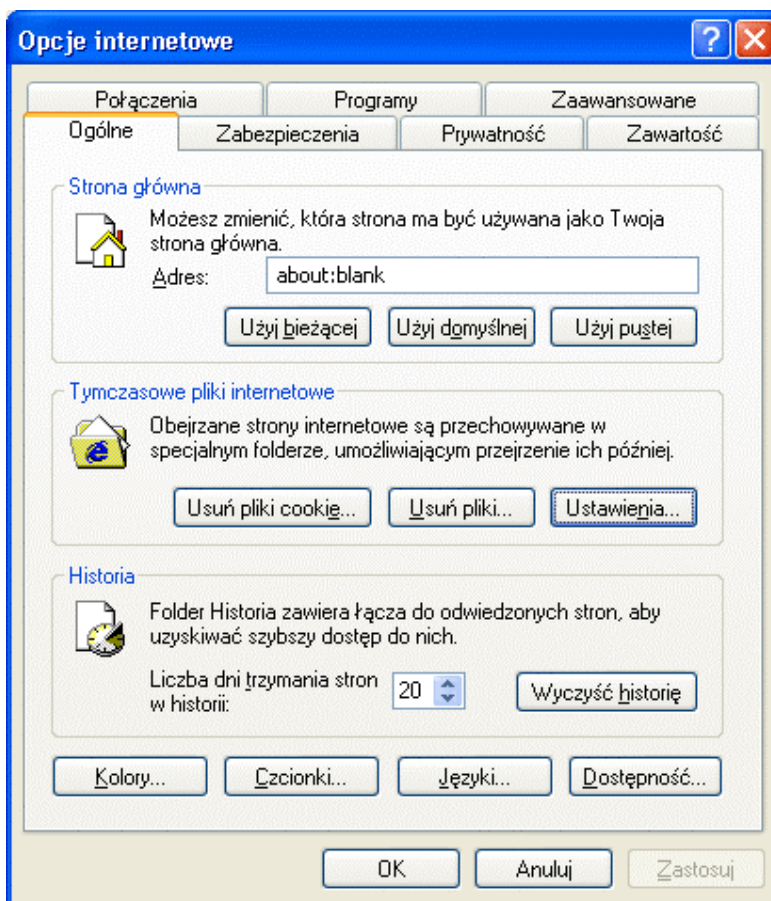 Opcje internetowe
Połączenia Programy Zaawansowane
Ogólne Zabezpieczenia Prywatność Zawartość
Strona główna
Możesz zmienić, która strona ma być używana jako Twoja
strona główna.
Adres: about:blank
Użyj bieżącej Użyj domyślnej Użyj pustej
Tymczasowe pliki internetowe
Obejrzane strony internetowe są przechowywane w
specjalnym folderze, umożliwiającym przejrzenie ich później.
Usuń pliki cookie... Usuń pliki... Ustawienia...
Historia
Folder Historia zawiera łącza do odwiedzonych stron, aby
uzyskiwać szybszy dostęp do nich.
Liczba dni trzymania stron
w historii: 20 Wyczyść historię
Kolory... Czcionki... Języki... Dostępność...
OK Anuluj Zastosuj